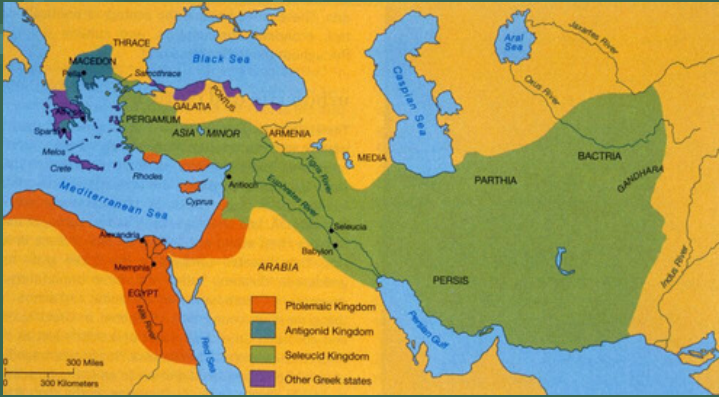 THRACE
MACEDON
Pella
Samothrace
Black Sea
Aral
Sea
Jaxartes River
Oxus River
Caspian Sea
GALATIA
PONTUS
PERGAMUM
ASIA MINOR
ARMENIA
MEDIA
Sparta
Melos
Crete
Rhodes
Cyprus
Antioch
Mediterranean Sea
Tigris River
Euphrates River
PARTHIA
BACTRIA
GANDHARA
Seleucia
Babylon
Alexandria
Memphis
EGYPT
Nile River
ARABIA
PERSIS
Indus River
Red Sea
Persian Gulf
Ptolemaic Kingdom
Antigonid Kingdom
Seleucid Kingdom
Other Greek states
0 300 Miles
0 300 Kilometers